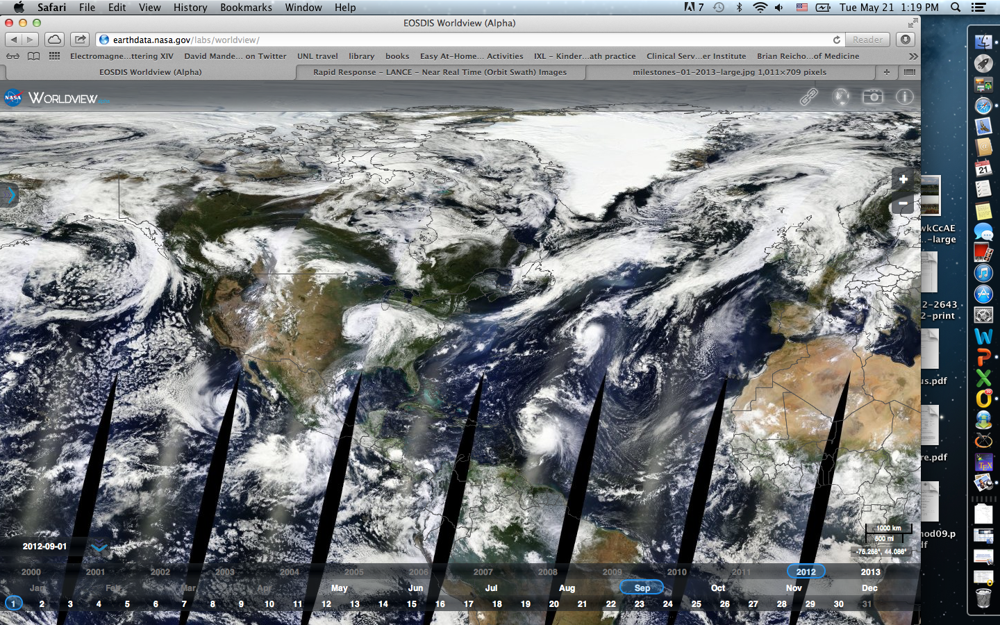 Safari File Edit View History Bookmarks Window Help 7 Tue May 21 1:19 PM
EOSDIS Worldview (Alpha)
earthdata.nasa.gov/labs/worldview/ Reader
Electromagne...ttering XIV David Mande... on Twitter UNL travel library books Easy At-Home... Activities IXL - Kinder...ath practice Clinical Serv...er Institute Brian Reicho...of Medicine
EOSDIS Worldview (Alpha) Rapid Response - LANCE - Near Real Time (Orbit Swath) Images milestones-01-2013-large.jpg 1,011×709 pixels
NASA WORLDVIEW
21
wkCcAE
...-large
2-2643
2-print
us.pdf
39
re.pdf
TEX
nod09.p
df
1000 km
500 mi
-75.258°, 44.086°
2012-09-01
2000 2001 2002 2003 2004 2005 2006 2007 2008 2009 2010 2011 2012 2013
Jan Feb Mar Apr May Jun Jul Aug Sep Oct Nov Dec
1 2 3 4 5 6 7 8 9 10 11 12 13 14 15 16 17 18 19 20 21 22 23 24 25 26 27 28 29 30 31